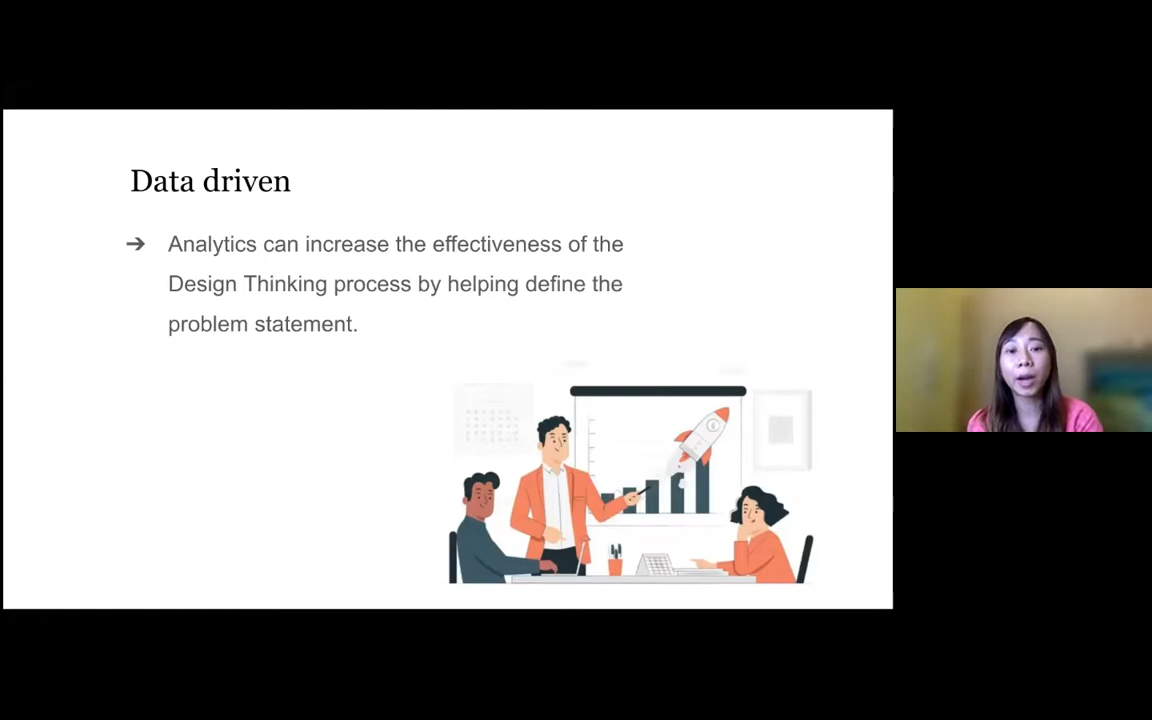 Data driven
➔ Analytics can increase the effectiveness of the
Design Thinking process by helping define the
problem statement.